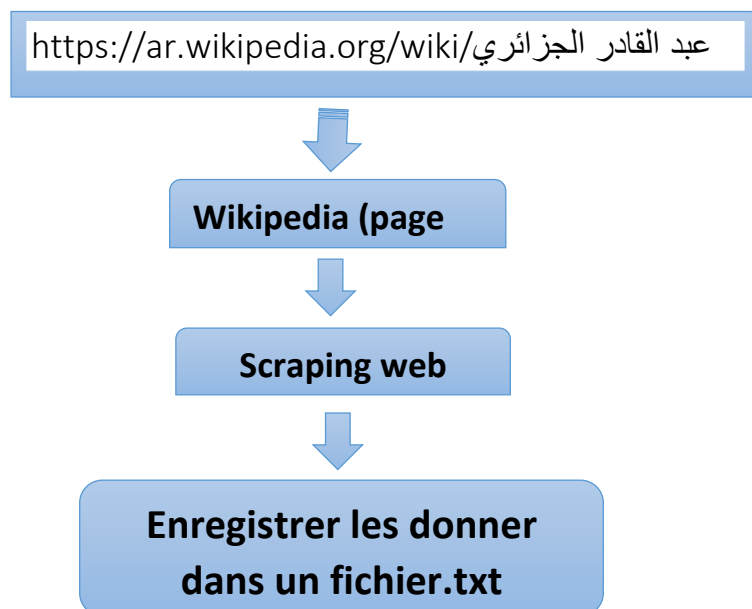 https://ar.wikipedia.org/wiki/عبد القادر الجزائري
Wikipedia (page
Scraping web
Enregistrer les donner
dans un fichier.txt